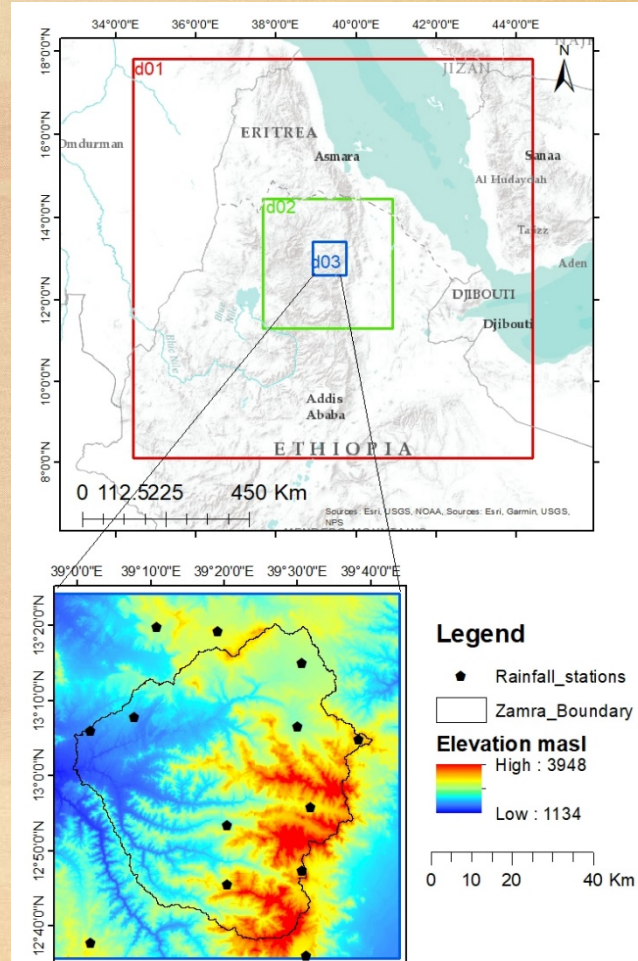 34°0'0"E 36°0'0"E 38°0'0"E 40°0'0"E 42°0'0"E 44°0'0"E
18°0'0"N
16°0'0"N
14°0'0"N
12°0'0"N
10°0'0"N
8°0'0"N
d01
JIZAN
N
ERITREA
Omdurman
Asmara
Sanaa
Al Hudaydah
d02
Taizz
d03
Aden
DJIBOUTI
Djibouti
Blue Nile
Addis
Ababa
ETHIOPIA
0 112.5225 450 Km
Sources: Esri, USGS, NOAA, Sources: Esri, Garmin, USGS,
NPS
39°0'0"E 39°10'0"E 39°20'0"E 39°30'0"E 39°40'0"E
13°20'0"N
13°10'0"N
13°0'0"N
12°50'0"N
12°40'0"N
Legend
Rainfall_stations
Zamra_Boundary
Elevation masl
High : 3948
Low : 1134
0 10 20 40 Km